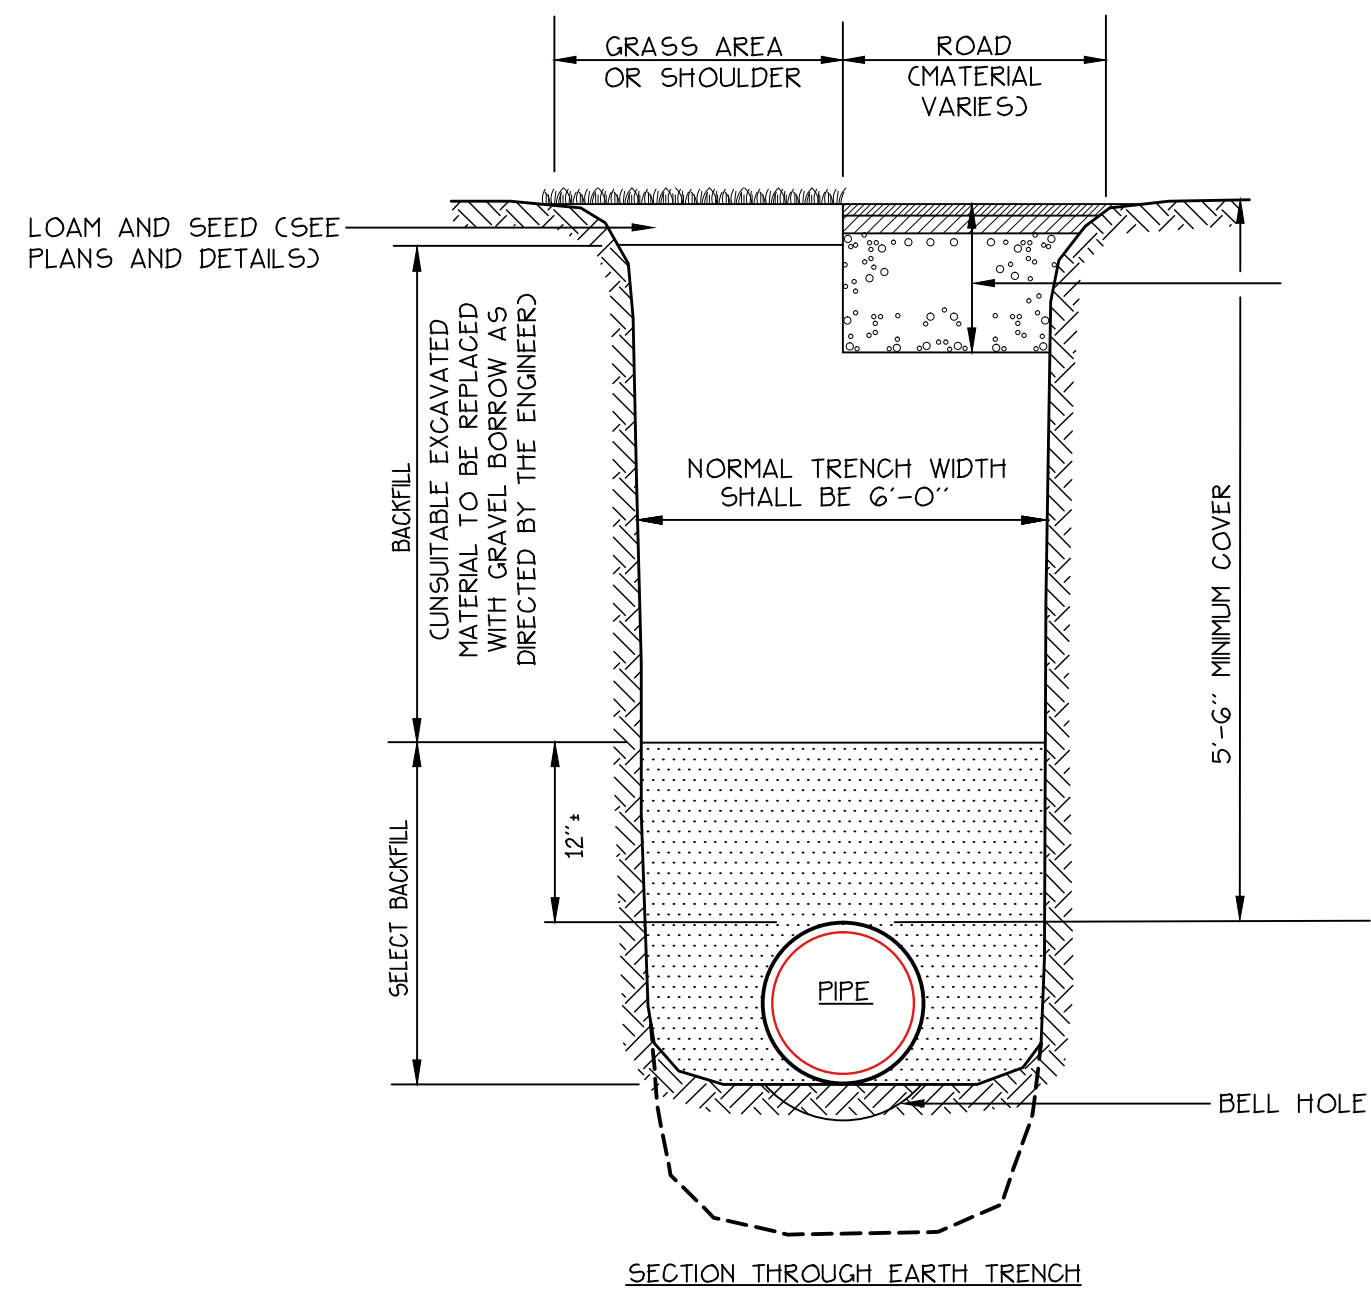 GRASS AREA
OR SHOULDER
ROAD
(MATERIAL
VARIES)
LOAM AND SEED (SEE
PLANS AND DETAILS)
BACKFILL
(UNSUITABLE EXCAVATED
MATERIAL TO BE REPLACED
WITH GRAVEL BORROW AS
DIRECTED BY THE ENGINEER)
NORMAL TRENCH WIDTH
SHALL BE 6'-0"
5'-6" MINIMUM COVER
12"±
SELECT BACKFILL
PIPE
BELL HOLE
SECTION THROUGH EARTH TRENCH